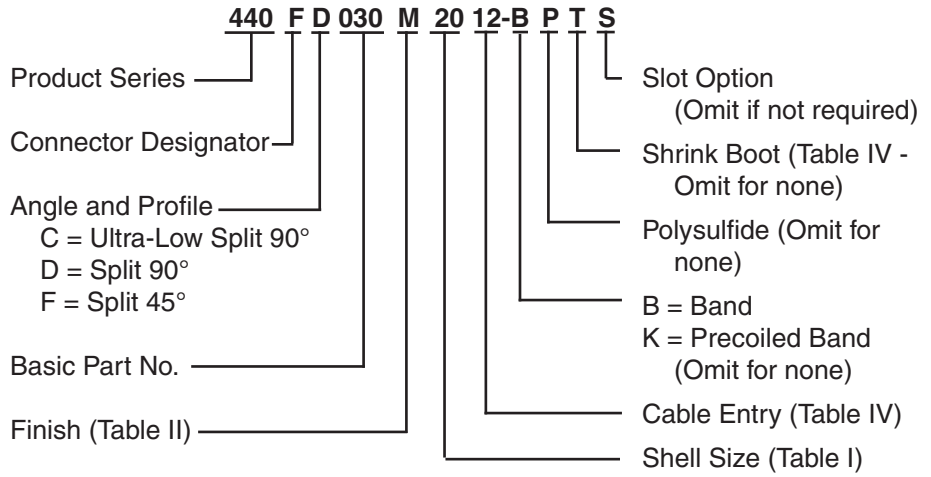 440 F D 030 M 20 12-B P T S
Product Series
Connector Designator
Angle and Profile
C = Ultra-Low Split 90°
D = Split 90°
F = Split 45°
Basic Part No.
Finish (Table II)
Slot Option
(Omit if not required)
Shrink Boot (Table IV -
Omit for none)
Polysulfide (Omit for
none)
B = Band
K = Precoiled Band
(Omit for none)
Cable Entry (Table IV)
Shell Size (Table I)